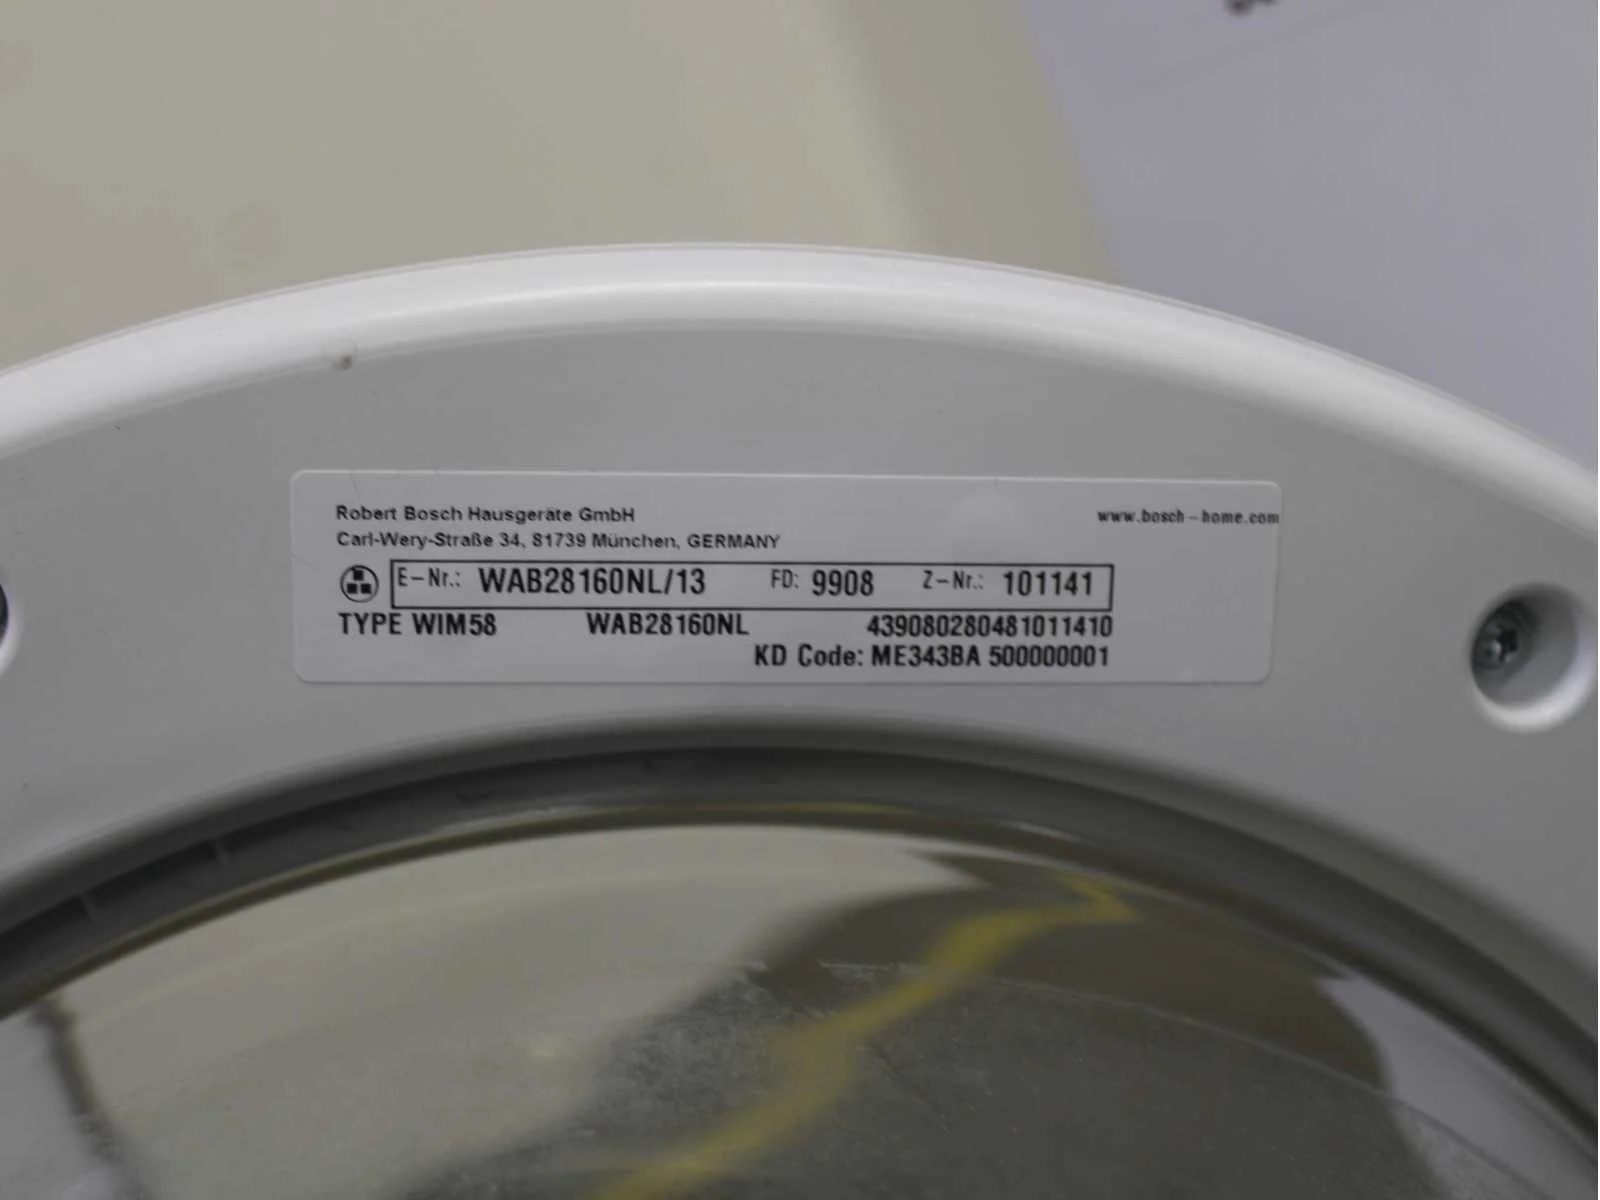 Robert Bosch Hausgeräte GmbH
www.bosch-home.com
Carl-Wery-Straße 34, 81739 München, GERMANY
E-Nr.: WAB28160NL/13 FD: 9908 Z-Nr.: 101141
TYPE WIM58 WAB28160NL 439080280481011410
KD Code: ME343BA 500000001